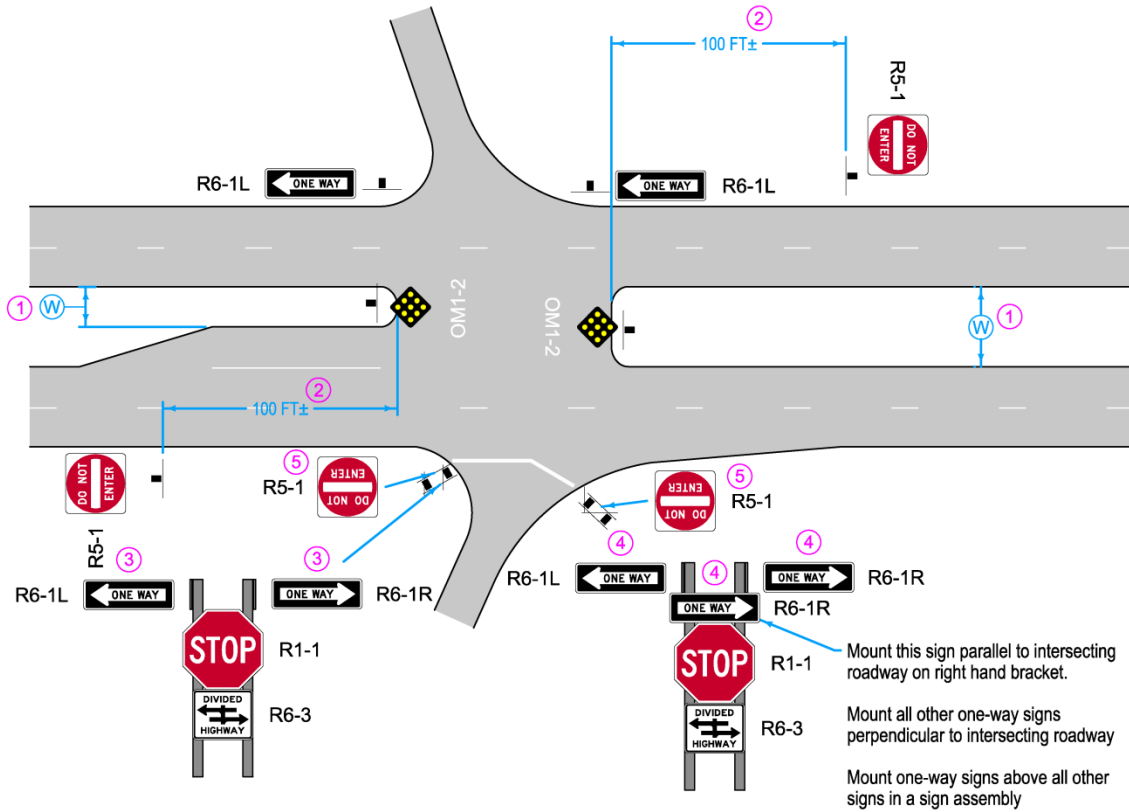 2
100 FT±
R5-1
DO NOT
ENTER
R6-1L
ONE WAY
ONE WAY
R6-1L
1
W
OM1-2
OM1-2
W
1
2
100 FT±
DO NOT
ENTER
R5-1
5
R5-1
DO NOT
ENTER
5
R5-1
DO NOT
ENTER
3
R6-1L
ONE WAY
3
ONE WAY
R6-1R
STOP
R1-1
DIVIDED
HIGHWAY
R6-3
4
R6-1L
ONE WAY
4
ONE WAY
R6-1R
4
ONE WAY
R6-1R
STOP
R1-1
DIVIDED
HIGHWAY
R6-3
Mount this sign parallel to intersecting
roadway on right hand bracket.
Mount all other one-way signs
perpendicular to intersecting roadway
Mount one-way signs above all other
signs in a sign assembly